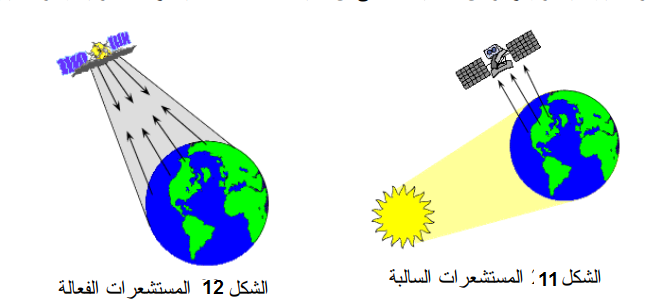 الشكل 11: المستشعرات السالبة
الشكل 12 المستشعرات الفعالة